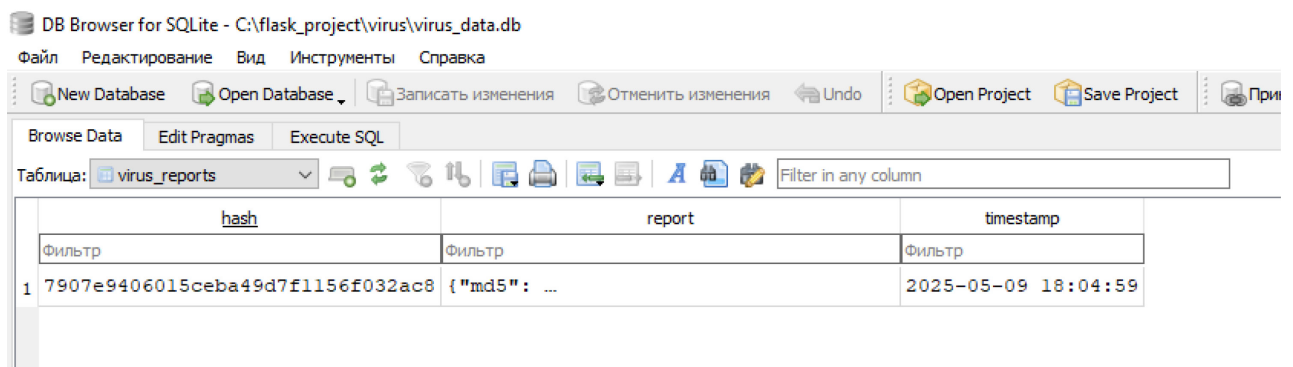 DB Browser for SQLite - C:\flask_project\virus\virus_data.db
Файл Редактирование Вид Инструменты Справка
New Database Open Database Записать изменения Отменить изменения Undo Open Project Save Project При
Browse Data Edit Pragmas Execute SQL
Таблица: virus_reports Filter in any column
hash report timestamp
Фильтр Фильтр Фильтр
1 7907e9406015ceba49d7f1156f032ac8 {"md5": … 2025-05-09 18:04:59